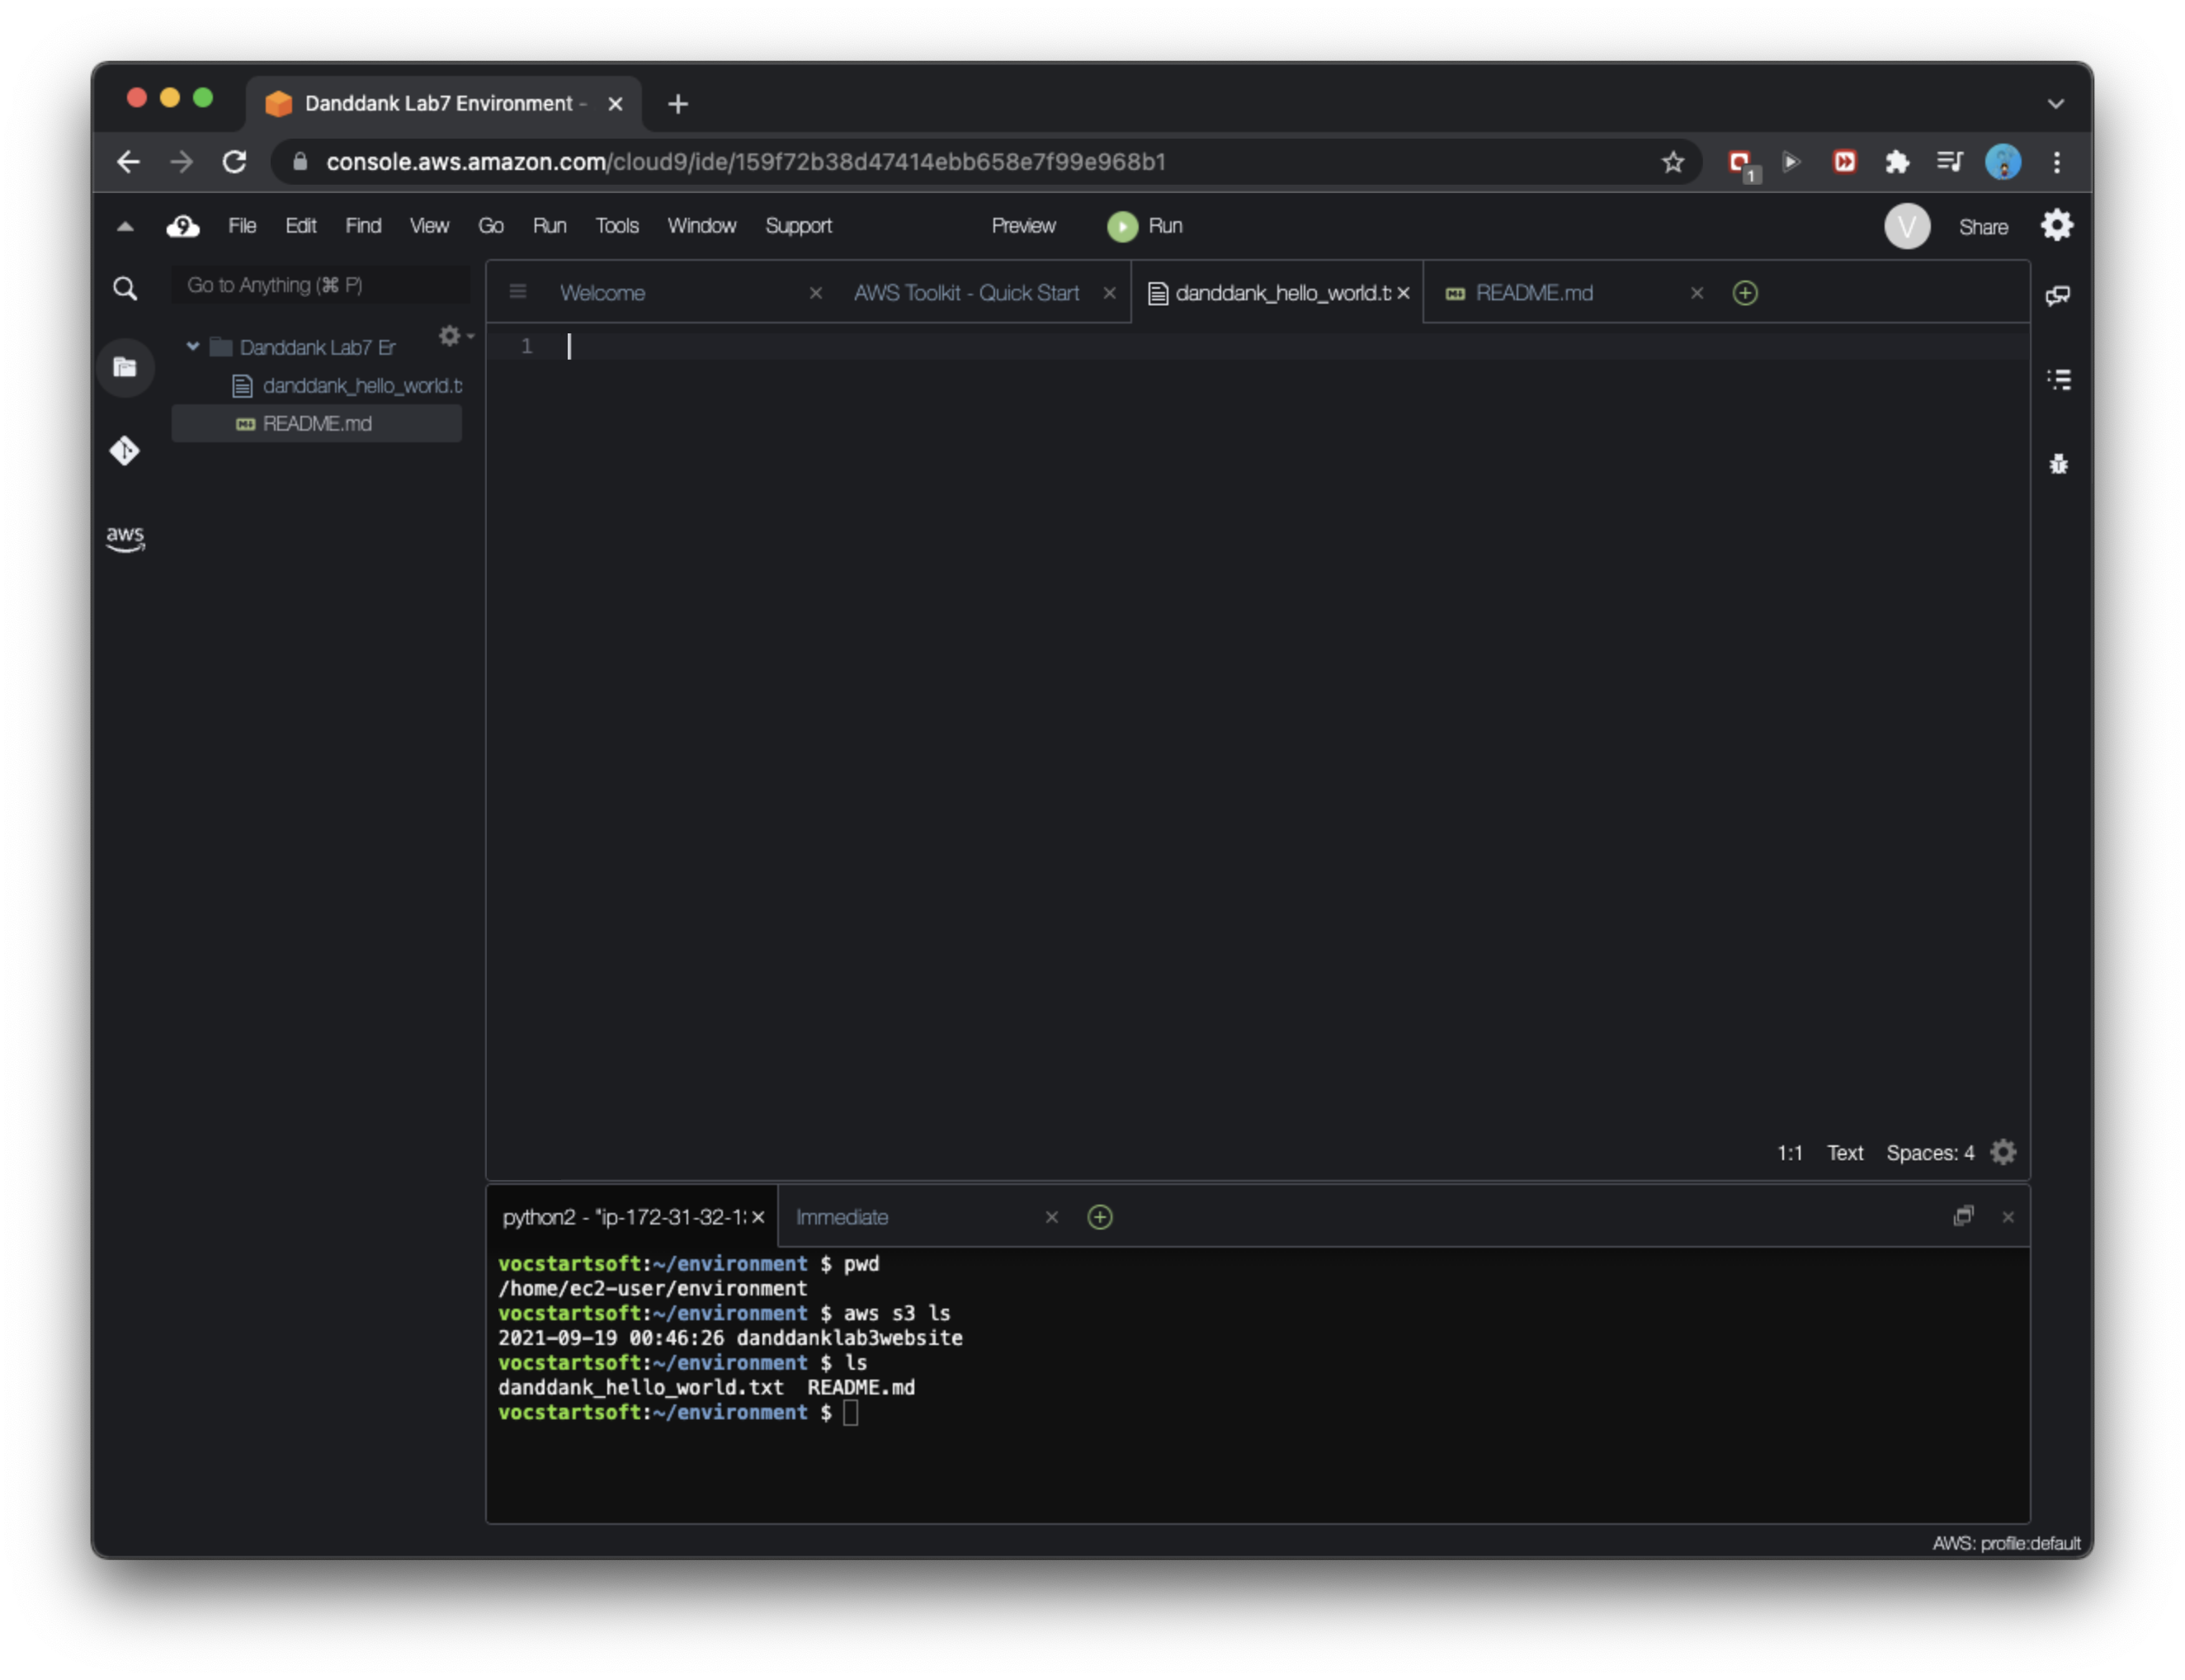 Danddank Lab7 Environment -
console.aws.amazon.com/cloud9/ide/159f72b38d47414ebb658e7f99e968b1
1
9 File Edit Find View Go Run Tools Window Support Preview Run V Share
Go to Anything (⌘ P)
Welcome AWS Toolkit - Quick Start danddank_hello_world.t README.md
Danddank Lab7 Er
danddank_hello_world.t
README.md
aws
1
1:1 Text Spaces: 4
python2 - "ip-172-31-32-1 Immediate
vocstartsoft:~/environment $ pwd
/home/ec2-user/environment
vocstartsoft:~/environment $ aws s3 ls
2021-09-19 00:46:26 danddanklab3website
vocstartsoft:~/environment $ ls
danddank_hello_world.txt README.md
vocstartsoft:~/environment $
AWS: profile:default